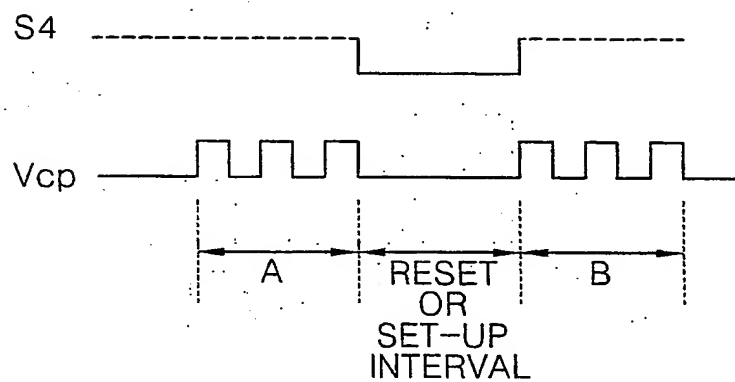 S4
Vcp
A
RESET
OR
SET-UP
INTERVAL
B